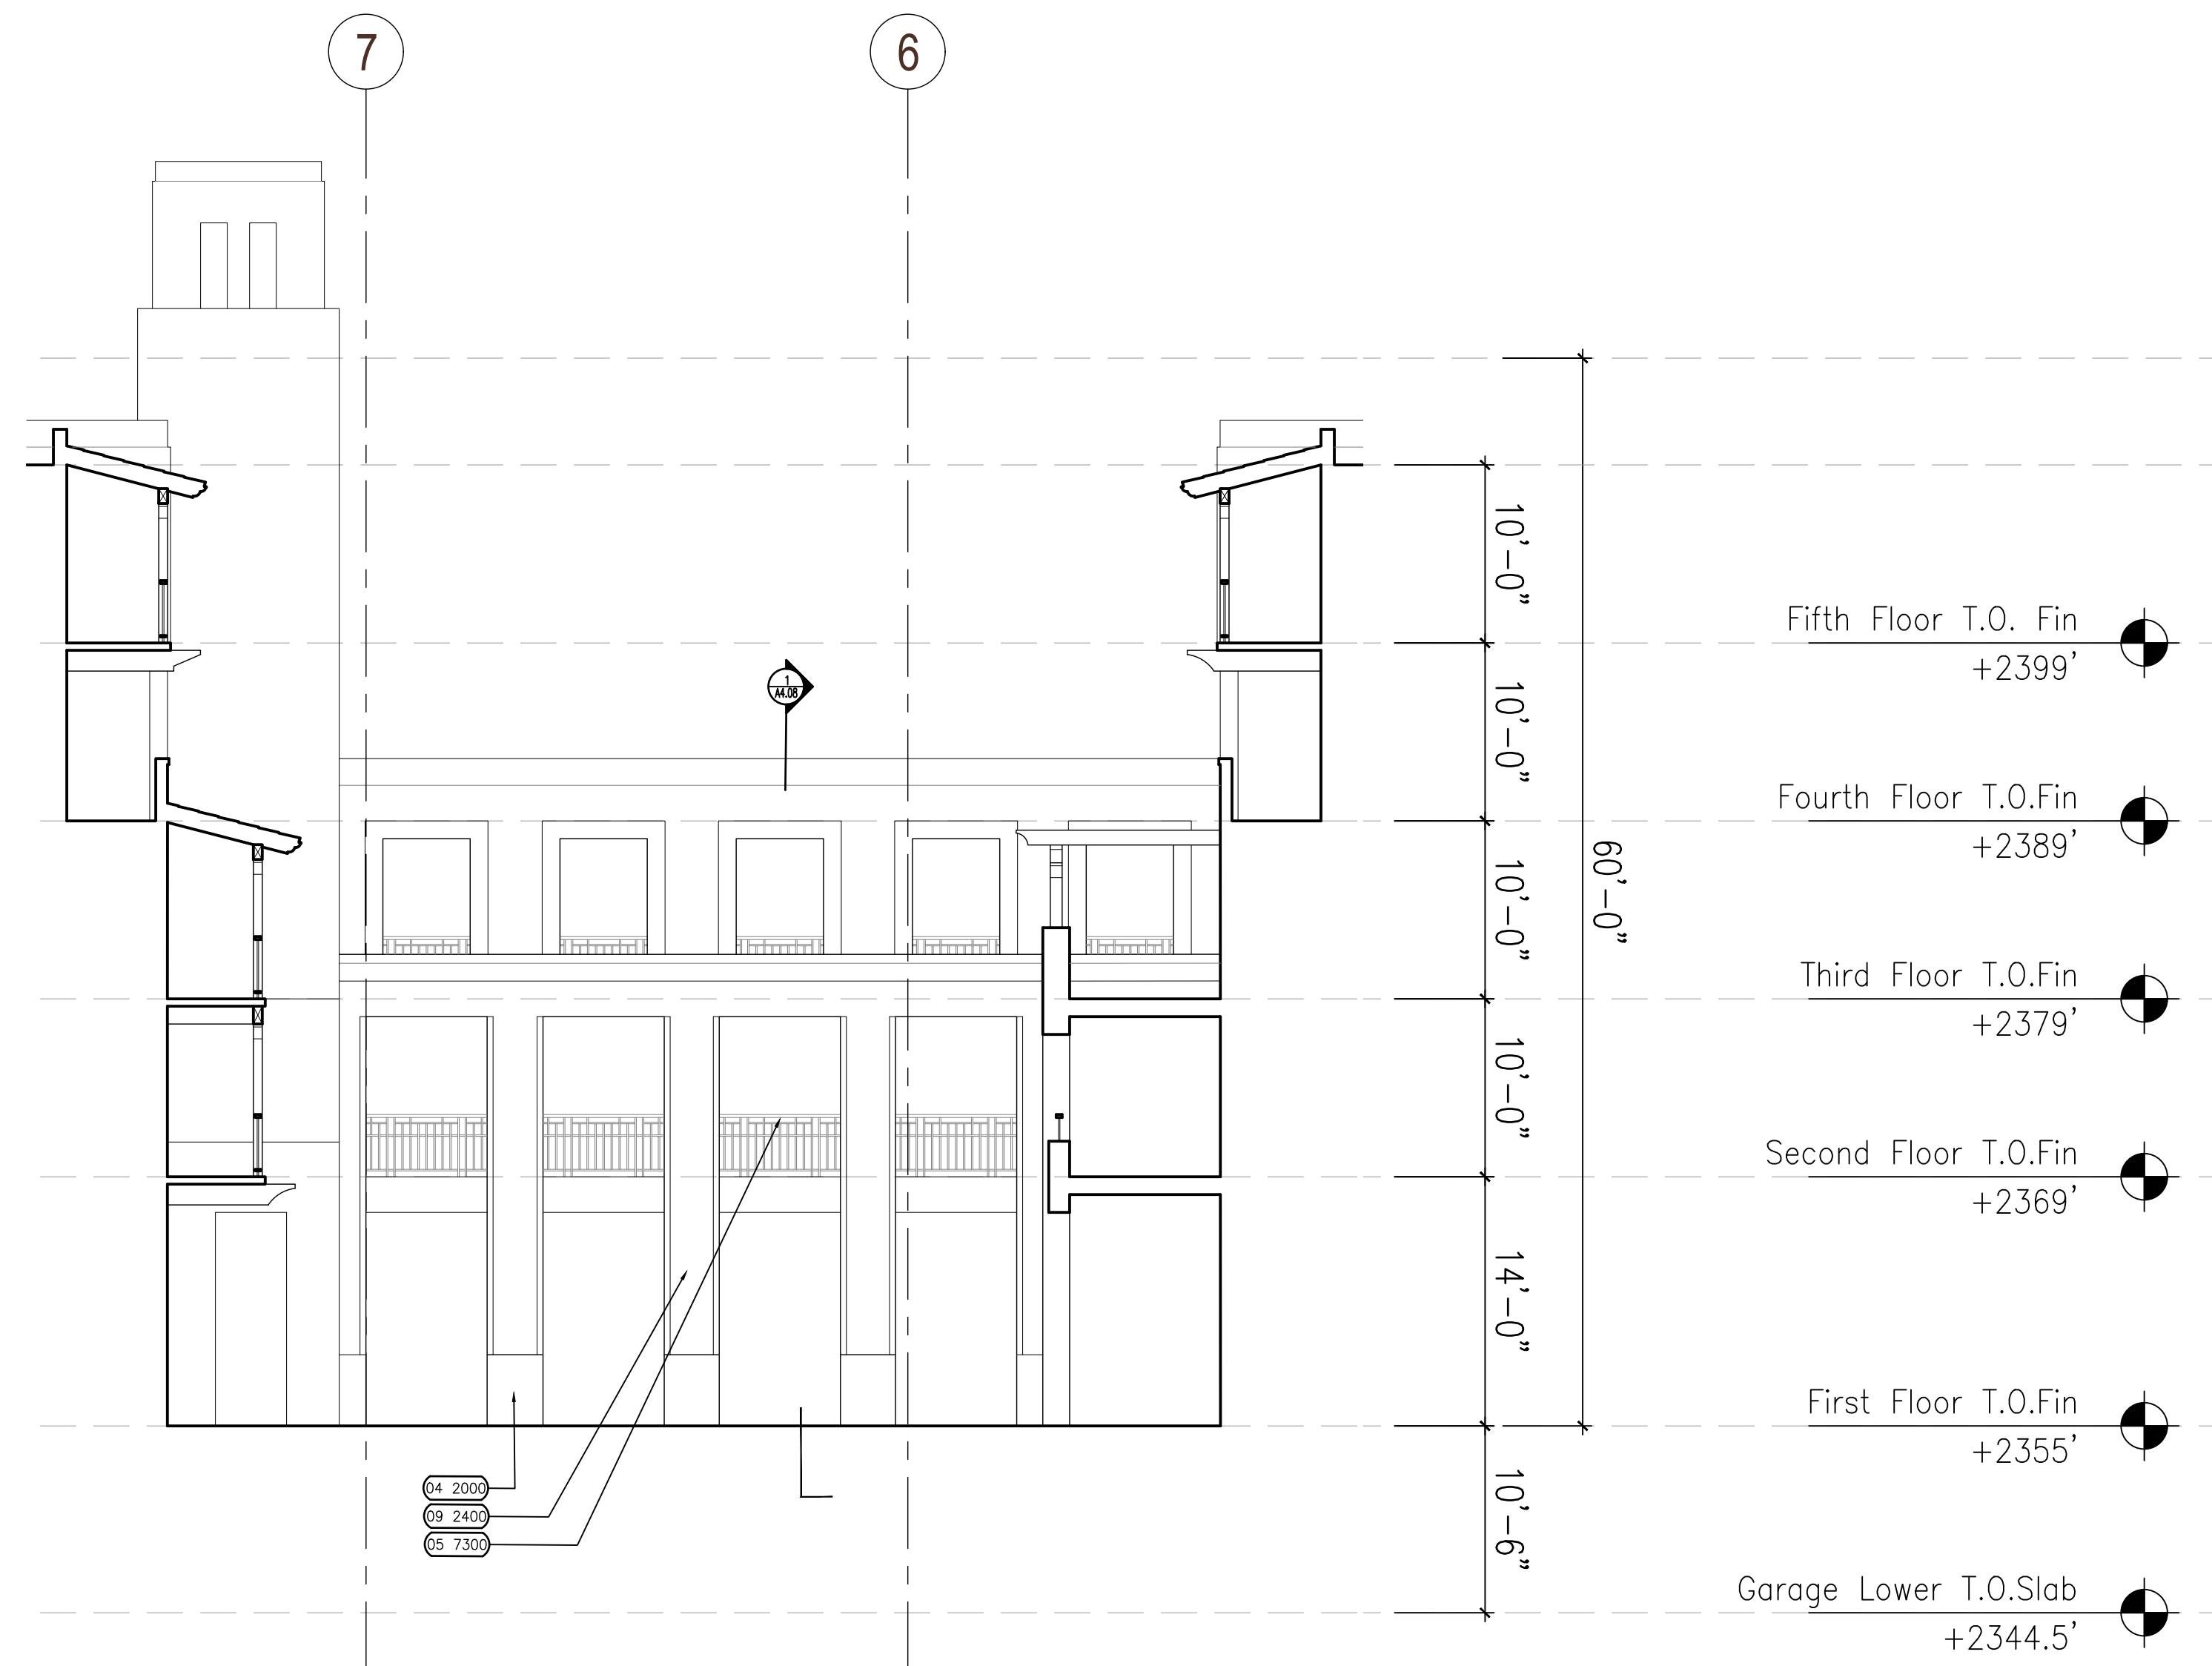 7
6
10'-0"
Fifth Floor T.O. Fin
+2399'
1
A4.08
10'-0"
Fourth Floor T.O.Fin
+2389'
10'-0"
60'-0"
Third Floor T.O.Fin
+2379'
10'-0"
Second Floor T.O.Fin
+2369'
14'-0"
First Floor T.O.Fin
+2355'
04 2000
09 2400
05 7300
10'-6"
Garage Lower T.O.Slab
+2344.5'